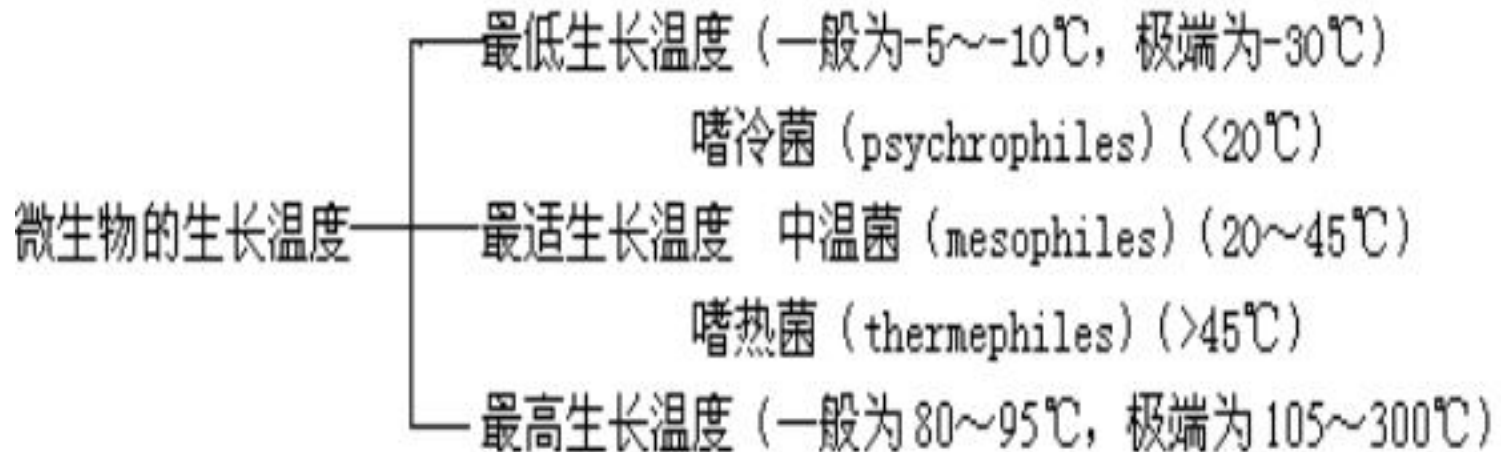 最低生长温度（一般为-5～-10℃，极端为-30℃）
嗜冷菌（psychrophiles）（<20℃）
微生物的生长温度 最适生长温度 中温菌（mesophiles）（20～45℃）
嗜热菌（thermephiles）（>45℃）
最高生长温度（一般为80～95℃，极端为105～300℃）